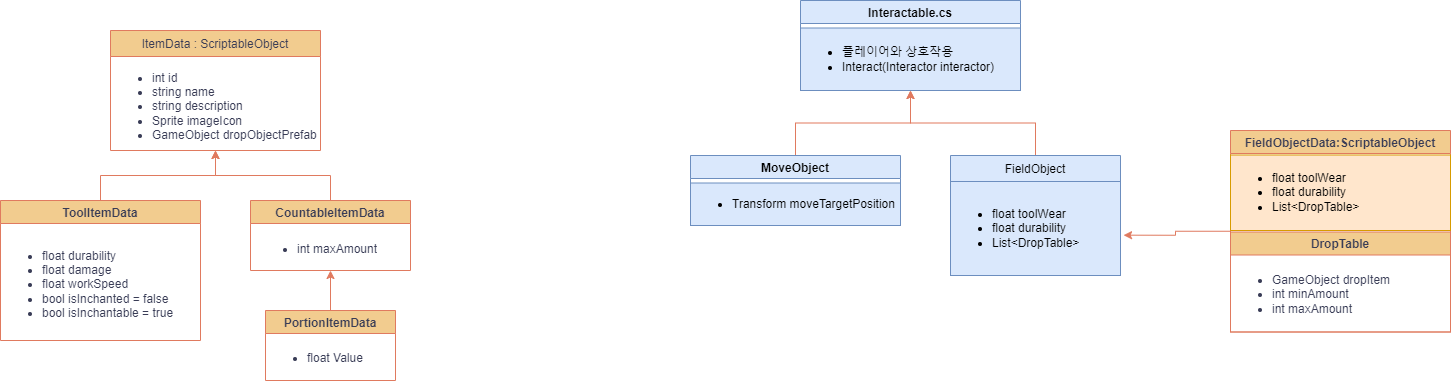 ItemData : ScriptableObject
int id
string name
string description
Sprite imageIcon
GameObject dropObjectPrefab
ToolItemData
float durability
float damage
float workSpeed
bool isInchanted = false
bool isInchantable = true
CountableItemData
int maxAmount
PortionItemData
float Value
Interactable.cs
플레이어와 상호작용
Interact(Interactor interactor)
MoveObject
Transform moveTargetPosition
FieldObject
float toolWear
float durability
List<DropTable>
FieldObjectData:ScriptableObject
float toolWear
float durability
List<DropTable>
DropTable
GameObject dropItem
int minAmount
int maxAmount